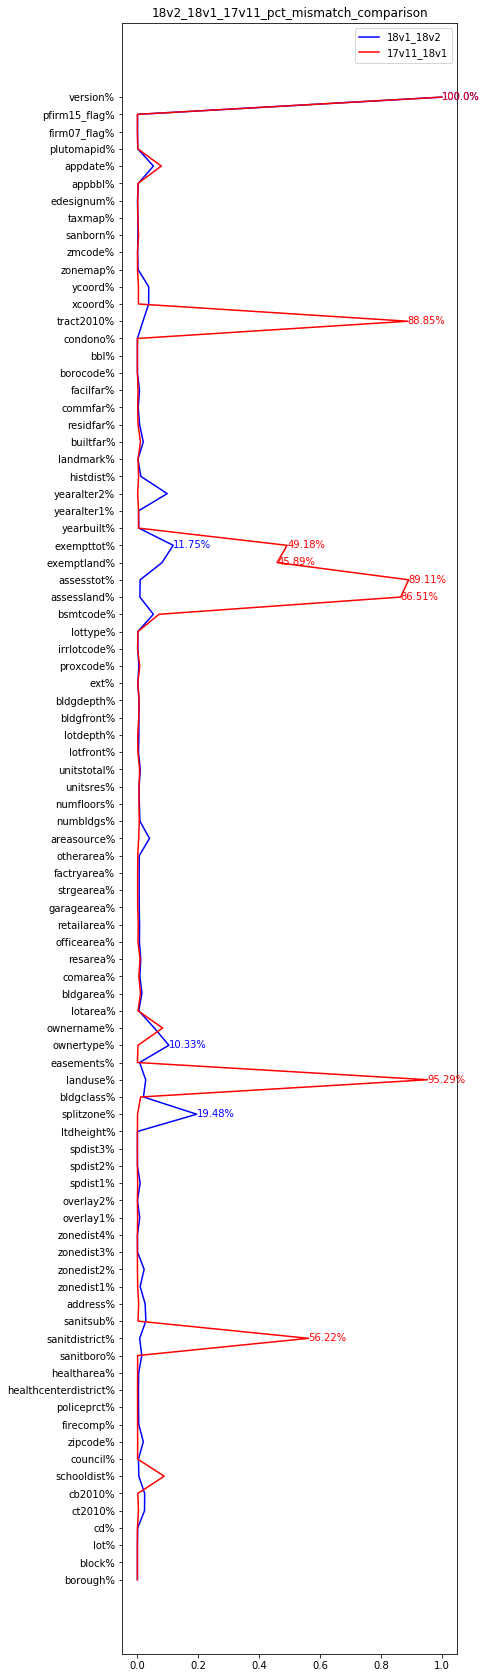 18v2_18v1_17v11_pct_mismatch_comparison
18v1_18v2
17v11_18v1
version% 100.0%
pfirm15_flag%
firm07_flag%
plutomapid%
appdate%
appbbl%
edesignum%
taxmap%
sanborn%
zmcode%
zonemap%
ycoord%
xcoord%
tract2010% 88.85%
condono%
bbl%
borocode%
facilfar%
commfar%
residfar%
builtfar%
landmark%
histdist%
yearalter2%
yearalter1%
yearbuilt%
exempttot% 11.75% 49.18%
exemptland% 45.89%
assesstot% 89.11%
assessland% 86.51%
bsmtcode%
lottype%
irrlotcode%
proxcode%
ext%
bldgdepth%
bldgfront%
lotdepth%
lotfront%
unitstotal%
unitsres%
numfloors%
numbldgs%
areasource%
otherarea%
factryarea%
strgearea%
garagearea%
retailarea%
officearea%
resarea%
comarea%
bldgarea%
lotarea%
ownername%
ownertype% 10.33%
easements%
landuse% 95.29%
bldgclass%
splitzone% 19.48%
ltdheight%
spdist3%
spdist2%
spdist1%
overlay2%
overlay1%
zonedist4%
zonedist3%
zonedist2%
zonedist1%
address%
sanitsub%
sanitdistrict% 56.22%
sanitboro%
healtharea%
healthcenterdistrict%
policeprct%
firecomp%
zipcode%
council%
schooldist%
cb2010%
ct2010%
cd%
lot%
block%
borough%
0.0 0.2 0.4 0.6 0.8 1.0